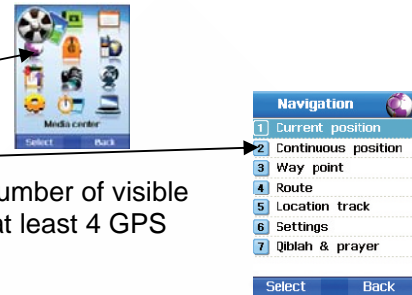 Media center
Select Back
Navigation
1 Current position
2 Continuous position
3 Way point
4 Route
5 Location track
6 Settings
7 Qiblah & prayer
Select Back
umber of visible
at least 4 GPS